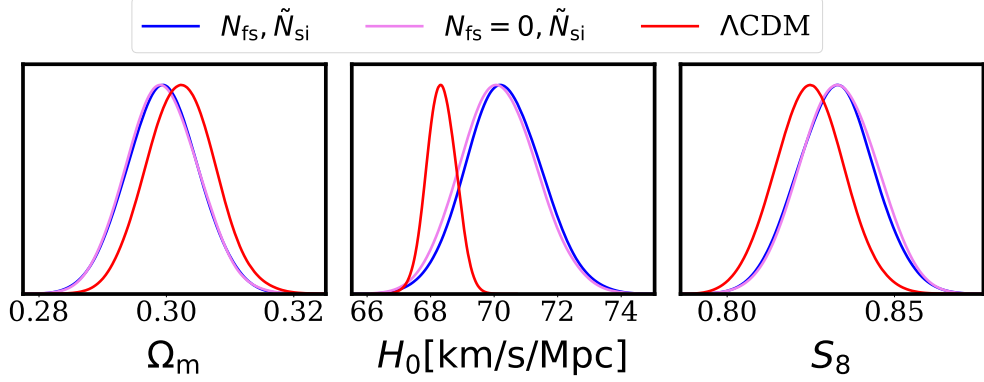 N_fs, Ñ_si N_fs = 0, Ñ_si ΛCDM
0.28 0.30 0.32 66 68 70 72 74 0.80 0.85
Ω_m H_0[km/s/Mpc] S_8